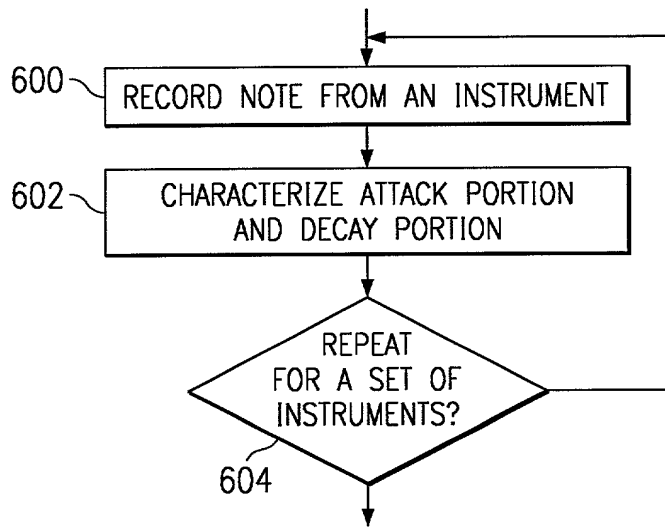 600
RECORD NOTE FROM AN INSTRUMENT
602
CHARACTERIZE ATTACK PORTION
AND DECAY PORTION
REPEAT
FOR A SET OF
INSTRUMENTS?
604